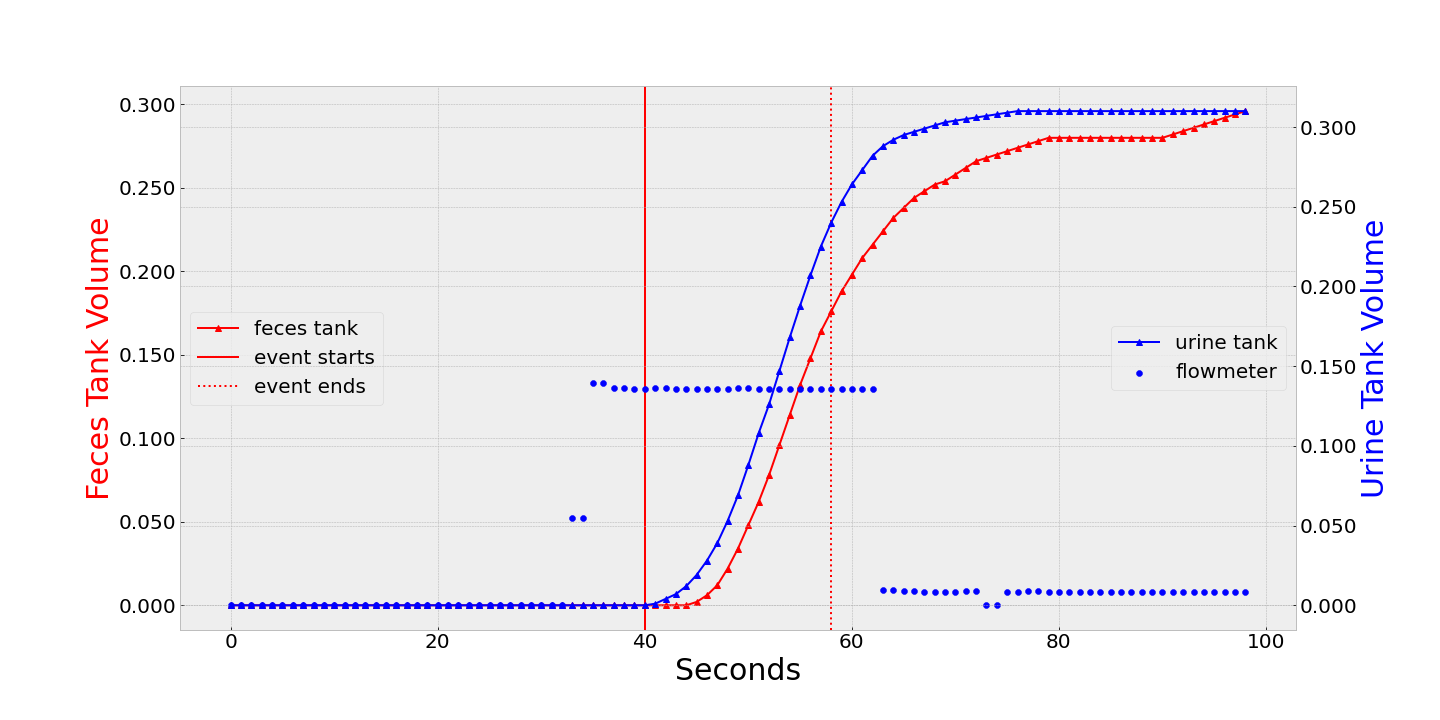 0.300
0.250
0.200
0.150
0.100
0.050
0.000
Feces Tank Volume
feces tank
event starts
event ends
urine tank
flowmeter
0.300
0.250
0.200
0.150
0.100
0.050
0.000
Urine Tank Volume
0 20 40 60 80 100
Seconds